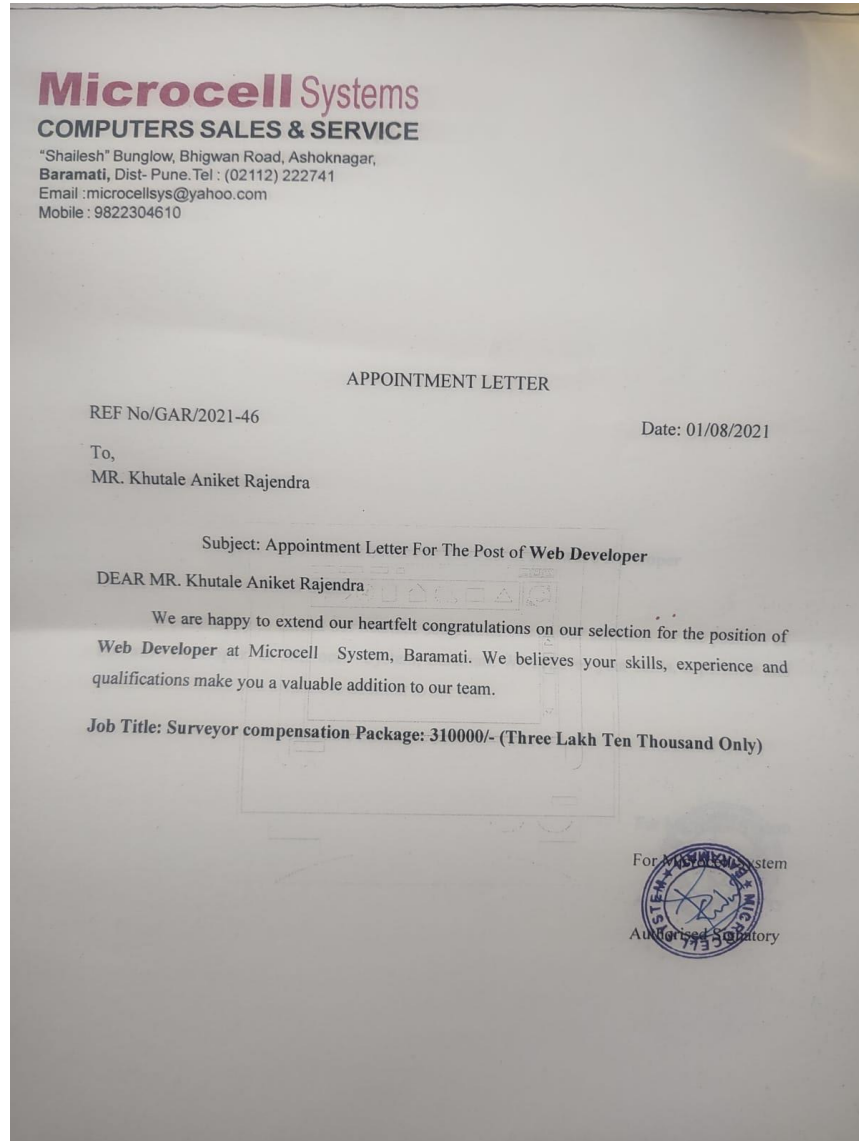 Microcell Systems
COMPUTERS SALES & SERVICE
"Shailesh" Bunglow, Bhigwan Road, Ashoknagar,
Baramati, Dist- Pune.Tel : (02112) 222741
Email :microcellsys@yahoo.com
Mobile : 9822304610
APPOINTMENT LETTER
REF No/GAR/2021-46
Date: 01/08/2021
To,
MR. Khutale Aniket Rajendra
Subject: Appointment Letter For The Post of Web Developer
DEAR MR. Khutale Aniket Rajendra
We are happy to extend our heartfelt congratulations on our selection for the position of
Web Developer at Microcell System, Baramati. We believes your skills, experience and
qualifications make you a valuable addition to our team.
Job Title: Surveyor compensation Package: 310000/- (Three Lakh Ten Thousand Only)
For Microcell System
MICROCELL SYSTEM * BARAMATI *
Authorised Signatory